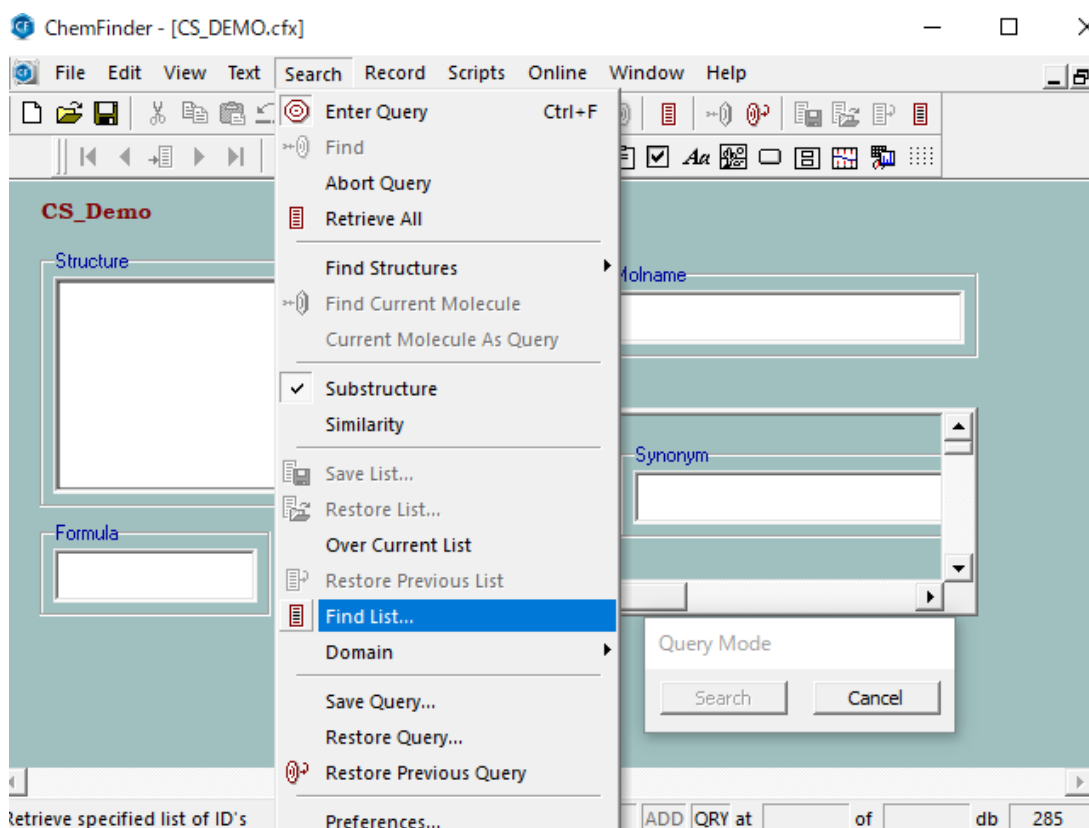 ChemFinder - [CS_DEMO.cfx]
File Edit View Text Search Record Scripts Online Window Help
Enter Query Ctrl+F
Find
Abort Query
Retrieve All
CS_Demo
Structure
Find Structures
Molname
Find Current Molecule
Current Molecule As Query
Substructure
Similarity
Synonym
Save List...
Restore List...
Formula
Over Current List
Restore Previous List
Find List...
Domain
Query Mode
Save Query...
Search Cancel
Restore Query...
Restore Previous Query
Retrieve specified list of ID's
Preferences...
ADD QRY at of db 285